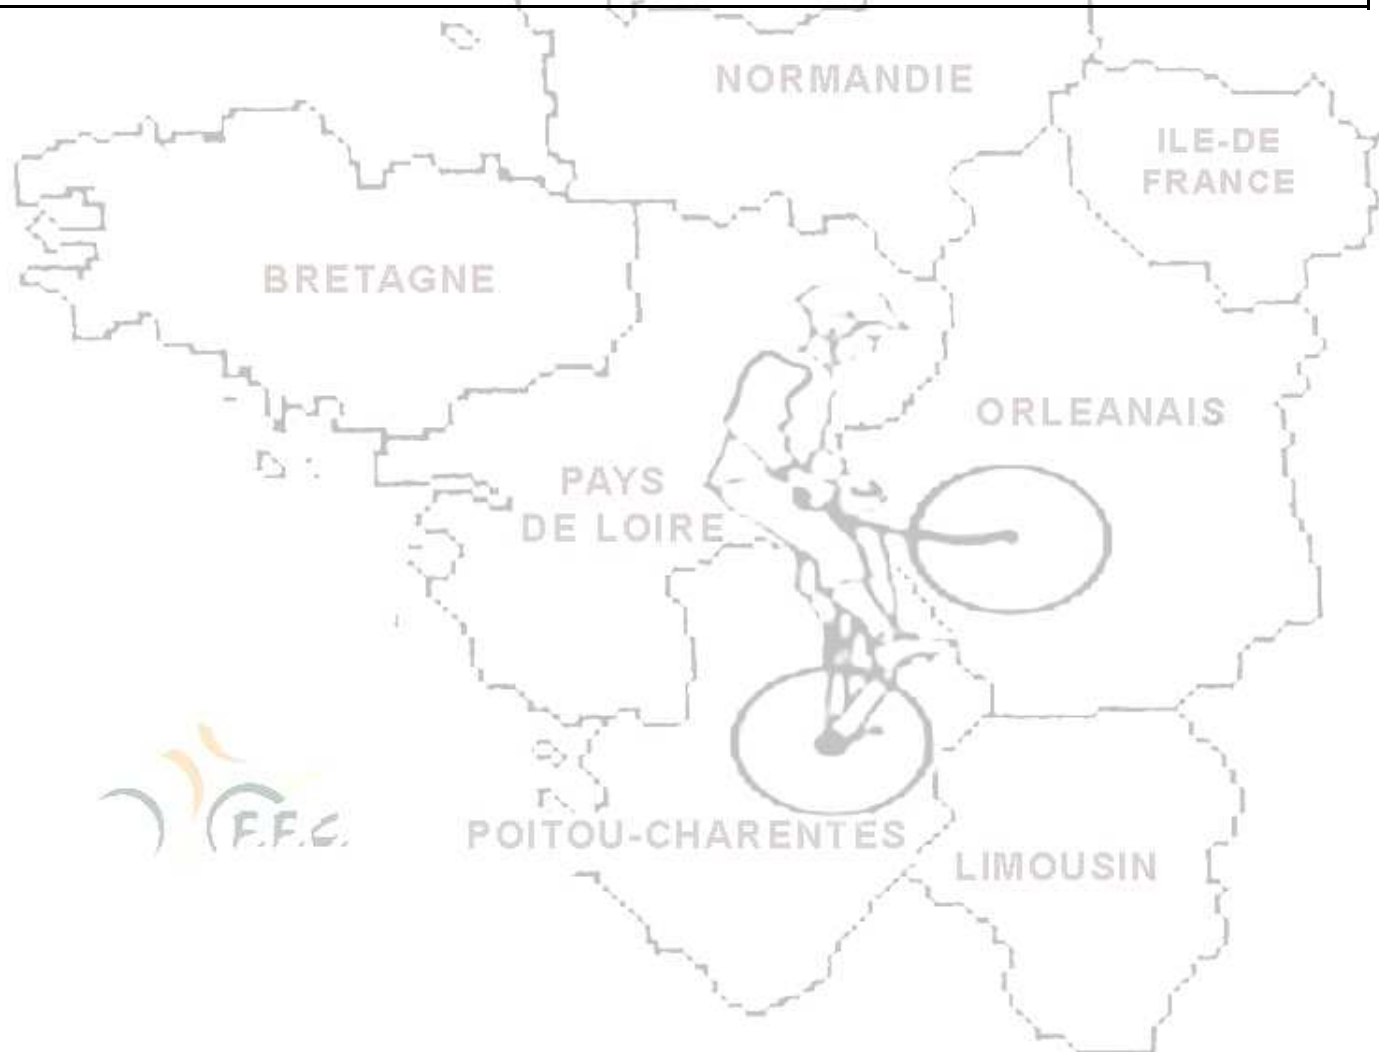 NORMANDIE
ILE-DE
FRANCE
BRETAGNE
ORLEANAIS
PAYS
DE LOIRE
F.F.C.
POITOU-CHARENTES
LIMOUSIN